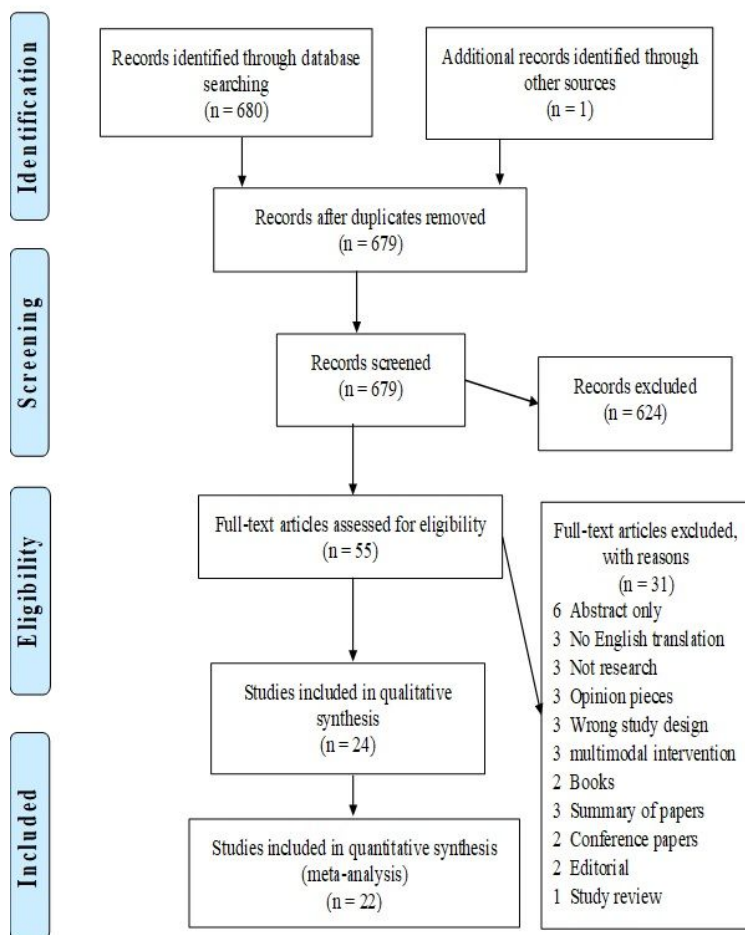 Identification
Records identified through database
searching
(n = 680)
Additional records identified through
other sources
(n = 1)
Records after duplicates removed
(n = 679)
Screening
Records screened
(n = 679)
Records excluded
(n = 624)
Eligibility
Full-text articles assessed for eligibility
(n = 55)
Full-text articles excluded,
with reasons
(n = 31)
6 Abstract only
3 No English translation
3 Not research
3 Opinion pieces
3 Wrong study design
3 multimodal intervention
2 Books
3 Summary of papers
2 Conference papers
2 Editorial
1 Study review
Studies included in qualitative
synthesis
(n = 24)
Included
Studies included in quantitative synthesis
(meta-analysis)
(n = 22)